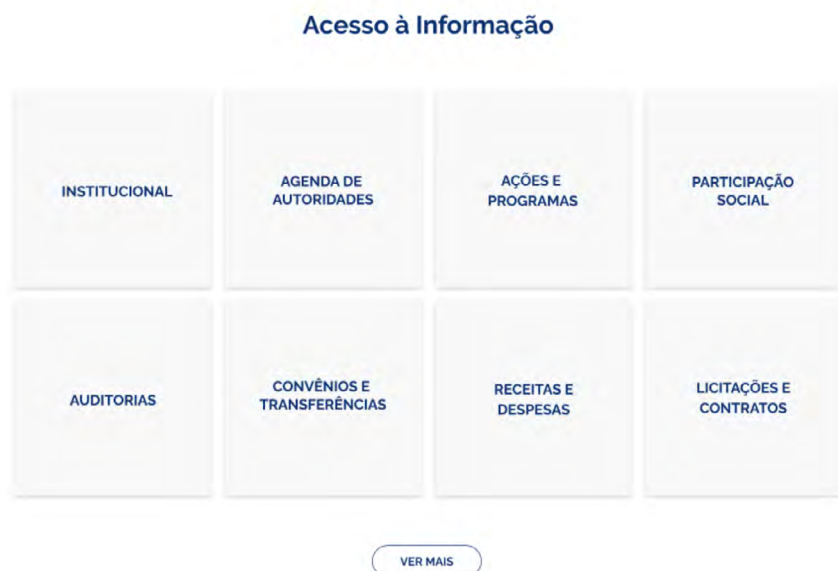 Acesso à Informação
INSTITUCIONAL
AGENDA DE
AUTORIDADES
AÇÕES E
PROGRAMAS
PARTICIPAÇÃO
SOCIAL
AUDITORIAS
CONVÊNIOS E
TRANSFERÊNCIAS
RECEITAS E
DESPESAS
LICITAÇÕES E
CONTRATOS
VER MAIS